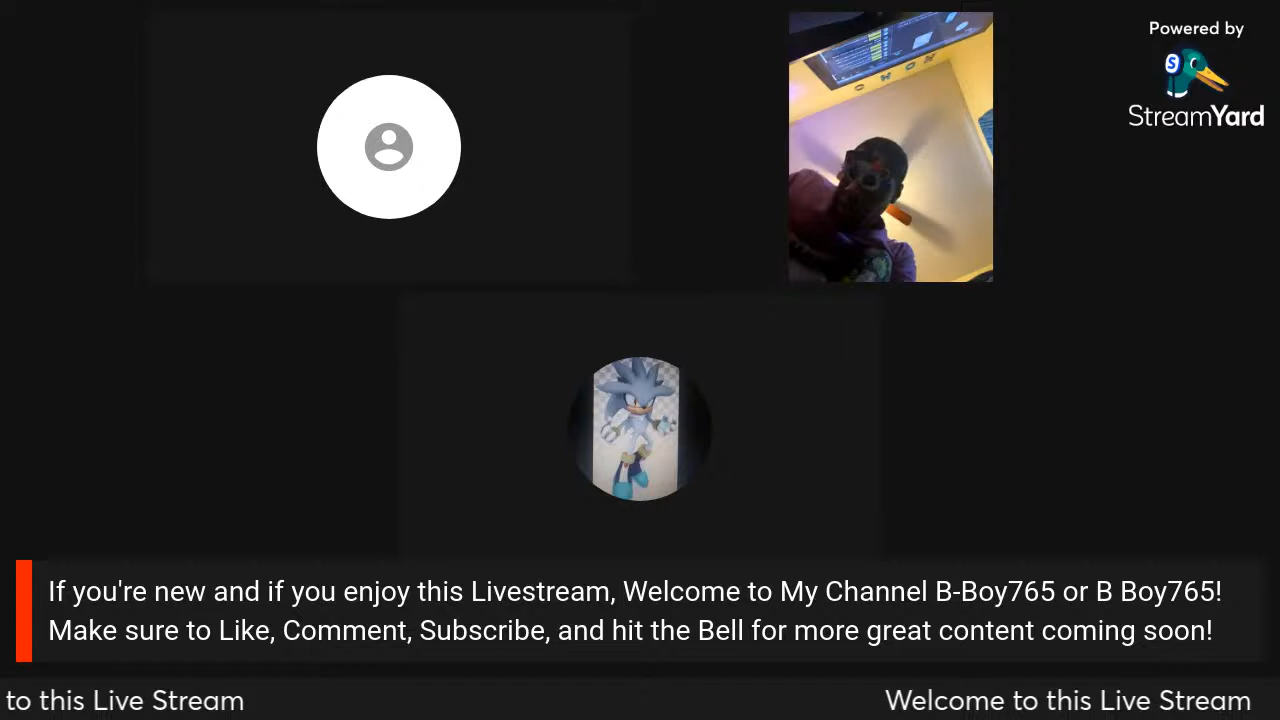 Powered by
S
StreamYard
If you're new and if you enjoy this Livestream, Welcome to My Channel B-Boy765 or B Boy765!
Make sure to Like, Comment, Subscribe, and hit the Bell for more great content coming soon!
to this Live Stream Welcome to this Live Stream